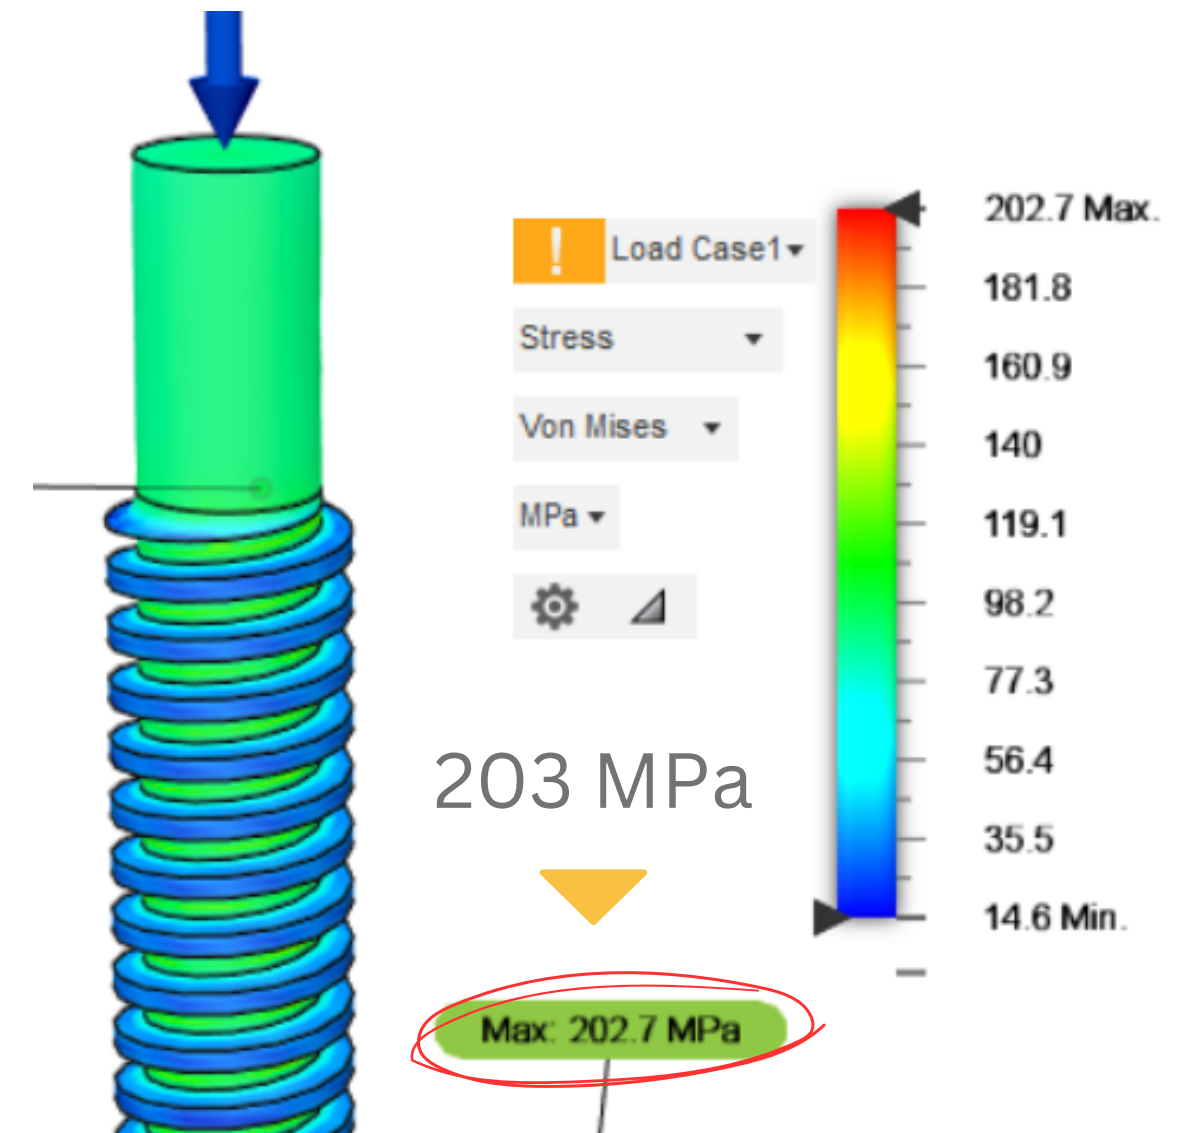 ! Load Case1
Stress
Von Mises
MPa
202.7 Max.
181.8
160.9
140
119.1
98.2
77.3
56.4
35.5
14.6 Min.
203 MPa
Max: 202.7 MPa